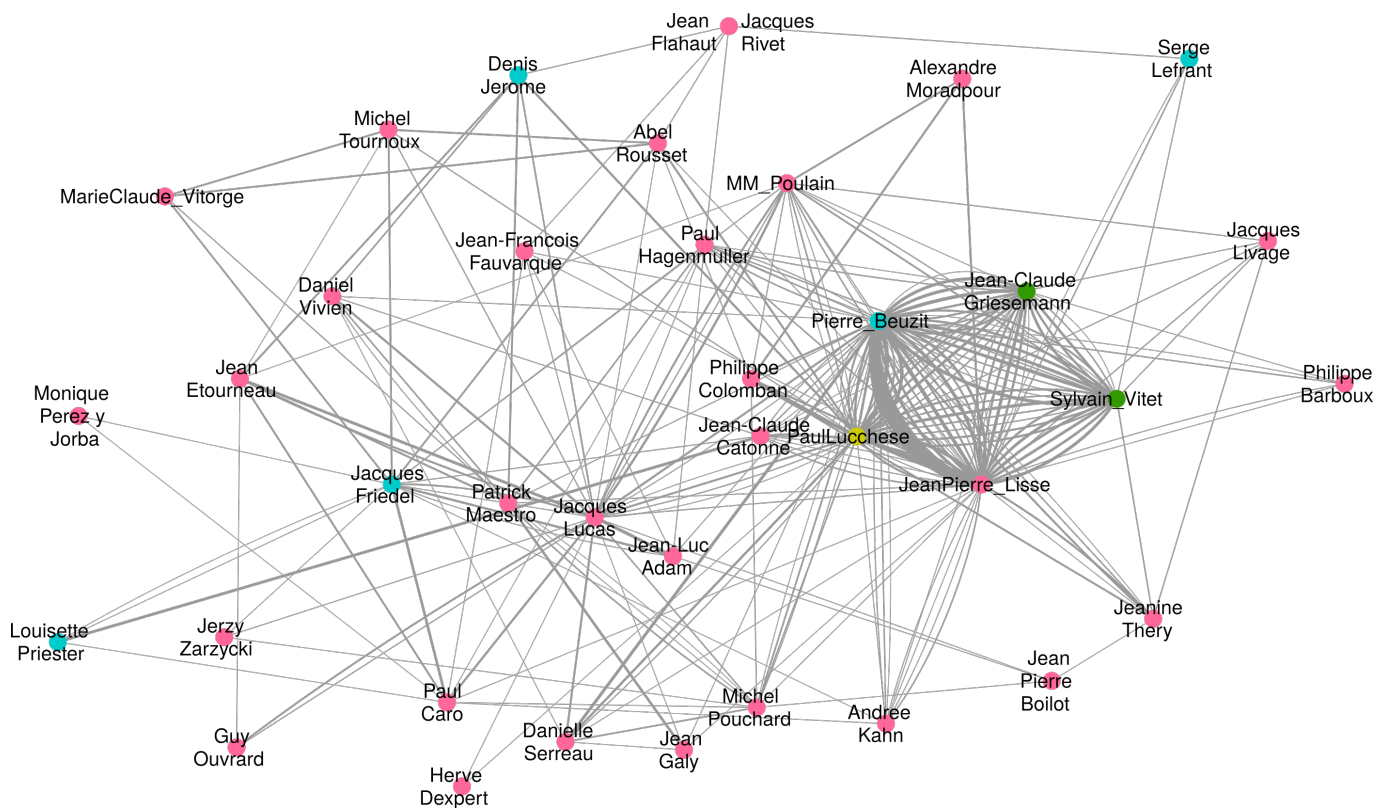 Jean
Flahaut
Jacques
Rivet
Serge
Lefrant
Denis
Jerome
Alexandre
Moradpour
Michel
Tournoux
Abel
Rousset
MM_Poulain
MarieClaude_Vitorge
Jean-Francois
Fauvarque
Paul
Hagenmuller
Jacques
Livage
Daniel
Vivien
Jean-Claude
Griesemann
Pierre_Beuzit
Jean
Etourneau
Philippe
Colomban
Philippe
Barboux
Monique
Perez y
Jorba
Sylvain_Vitet
Jean-Claude
Catonne
PaulLucchese
Jacques
Friedel
Patrick
Maestro
Jacques
Lucas
JeanPierre_Lisse
Jean-Luc
Adam
Jeanine
Thery
Louisette
Priester
Jerzy
Zarzycki
Jean
Pierre
Boilot
Paul
Caro
Michel
Pouchard
Andree
Kahn
Guy
Ouvrard
Danielle
Serreau
Jean
Galy
Herve
Dexpert